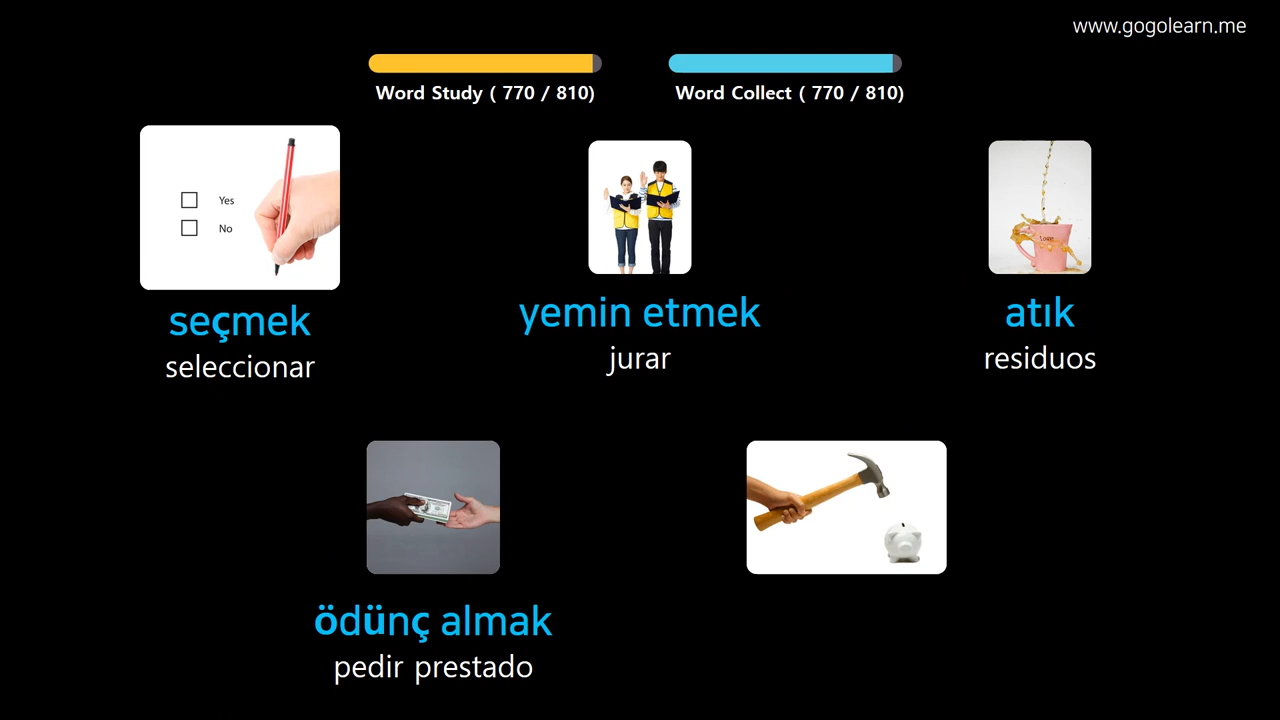 www.gogolearn.me
Word Study ( 770 / 810)
Word Collect ( 770 / 810)
Yes
No
Love
seçmek
seleccionar
yemin etmek
jurar
atık
residuos
ödünç almak
pedir prestado